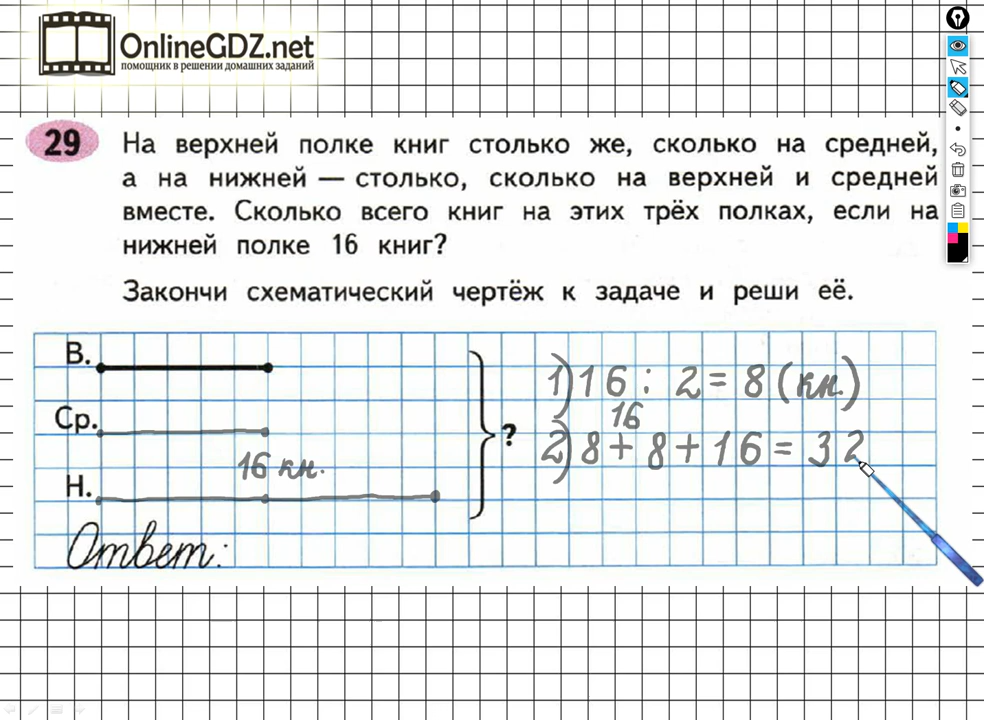 OnlineGDZ.net
помощник в решении домашних заданий
29 На верхней полке книг столько же, сколько на средней,
а на нижней — столько, сколько на верхней и средней
вместе. Сколько всего книг на этих трёх полках, если на
нижней полке 16 книг?
Закончи схематический чертёж к задаче и реши её.
В.
Ср.
16 кн.
Н.
?
1) 16 : 2 = 8 (кн.)
16
2) 8 + 8 + 16 = 32
Ответ: